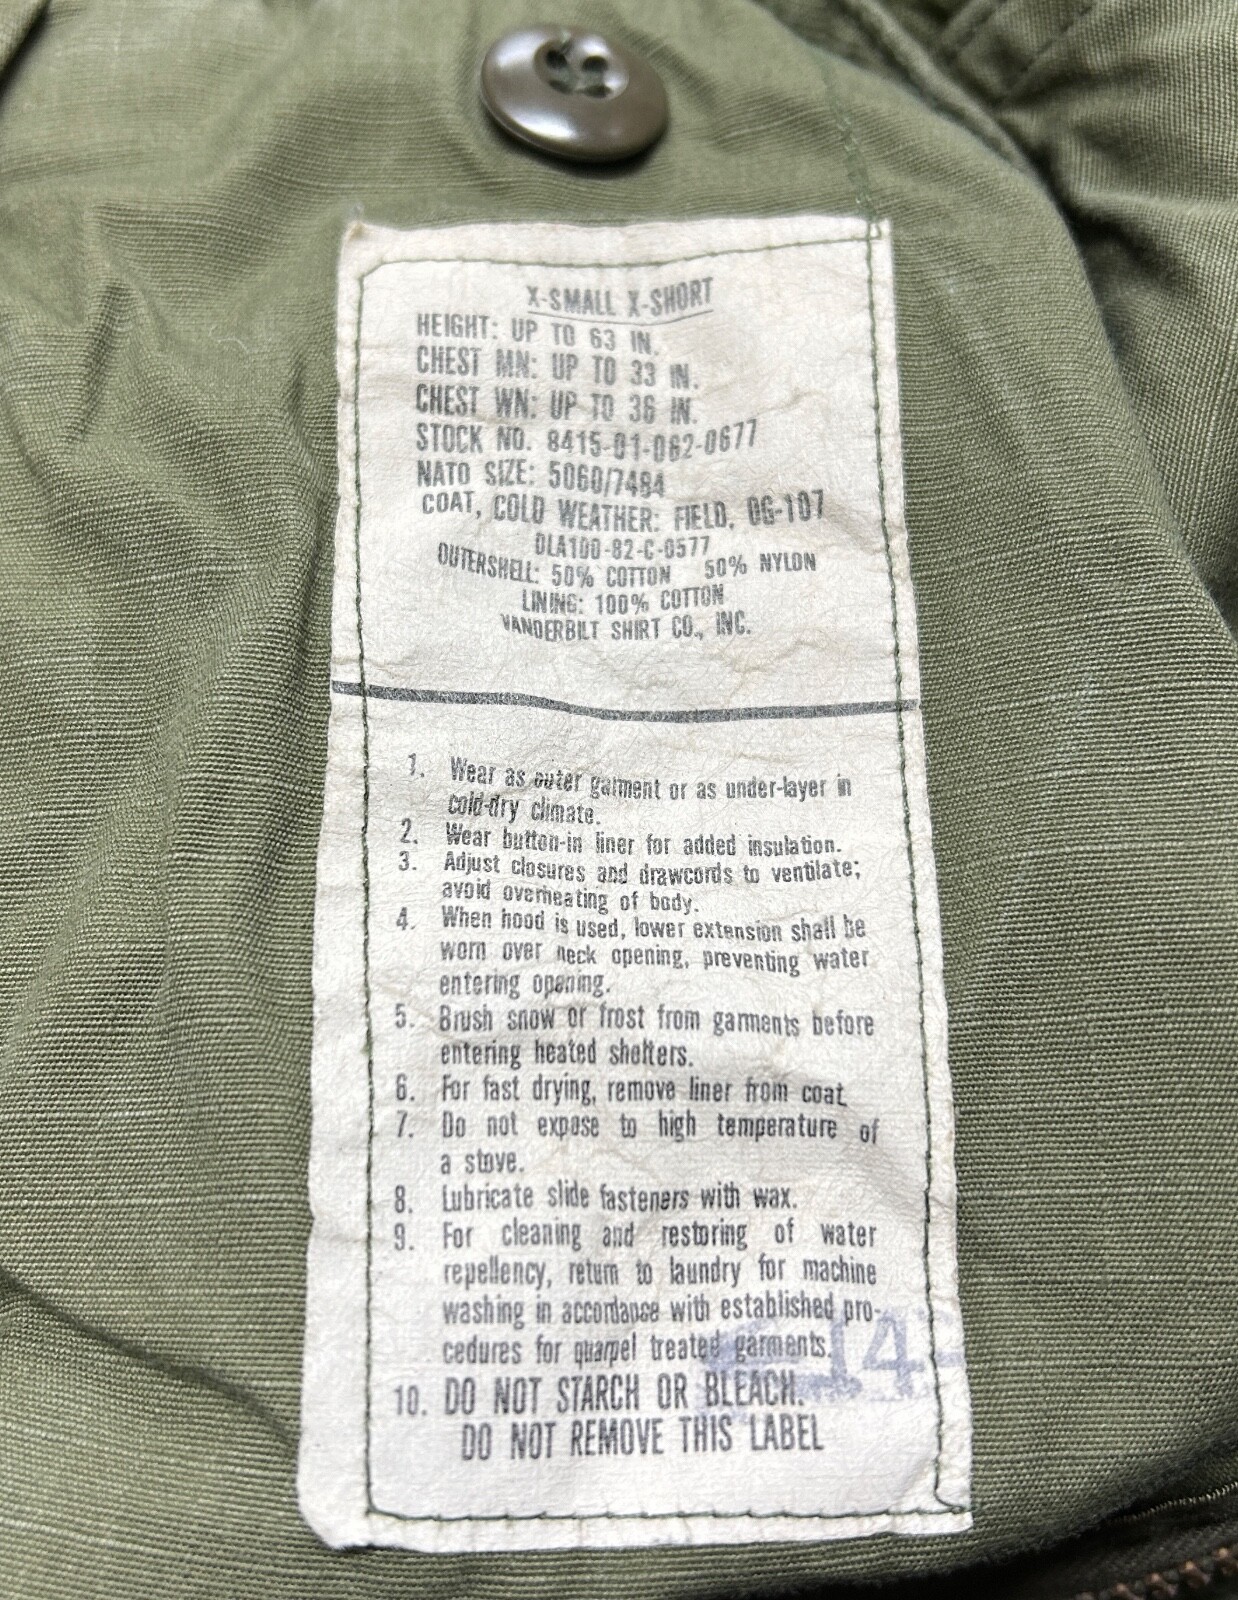 X-SMALL X-SHORT
HEIGHT: UP TO 63 IN.
CHEST MN: UP TO 33 IN.
CHEST WN: UP TO 36 IN.
STOCK NO. 8415-01-062-0677
NATO SIZE: 5060/7484
COAT, COLD WEATHER: FIELD, OG-107
DLA100-82-C-0577
OUTERSHELL: 50% COTTON 50% NYLON
LINING: 100% COTTON
VANDERBILT SHIRT CO., INC.
1. Wear as outer garment or as under-layer in
cold-dry climate.
2. Wear button-in liner for added insulation.
3. Adjust closures and drawcords to ventilate;
avoid overheating of body.
4. When hood is used, lower extension shall be
worn over neck opening, preventing water
entering opening.
5. Brush snow or frost from garments before
entering heated shelters.
6. For fast drying, remove liner from coat.
7. Do not expose to high temperature of
a stove.
8. Lubricate slide fasteners with wax.
9. For cleaning and restoring of water
repellency, return to laundry for machine
washing in accordance with established pro-
cedures for quarpel treated garments.
10. DO NOT STARCH OR BLEACH.
DO NOT REMOVE THIS LABEL